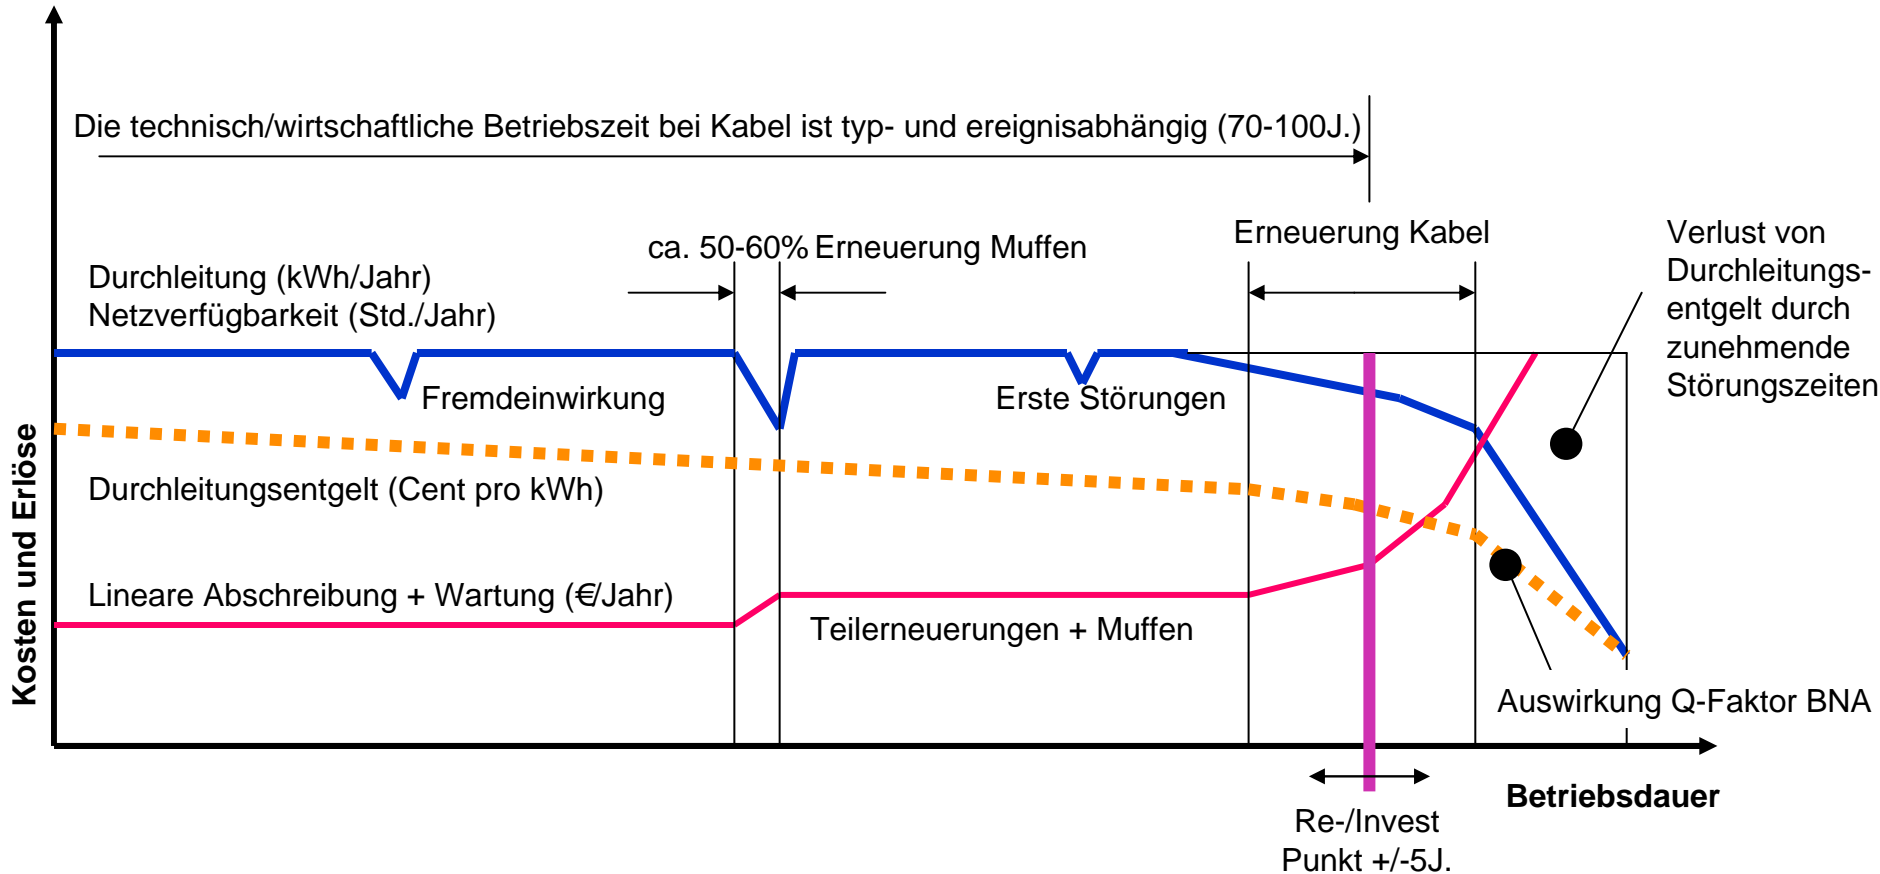 Die technisch/wirtschaftliche Betriebszeit bei Kabel ist typ- und ereignisabhängig (70-100J.)
ca. 50-60% Erneuerung Muffen
Erneuerung Kabel
Verlust von
Durchleitungs-
entgelt durch
zunehmende
Störungszeiten
Durchleitung (kWh/Jahr)
Netzverfügbarkeit (Std./Jahr)
Fremdeinwirkung
Erste Störungen
Durchleitungsentgelt (Cent pro kWh)
Lineare Abschreibung + Wartung (€/Jahr)
Teilerneuerungen + Muffen
Auswirkung Q-Faktor BNA
Kosten und Erlöse
Betriebsdauer
Re-/Invest
Punkt +/-5J.